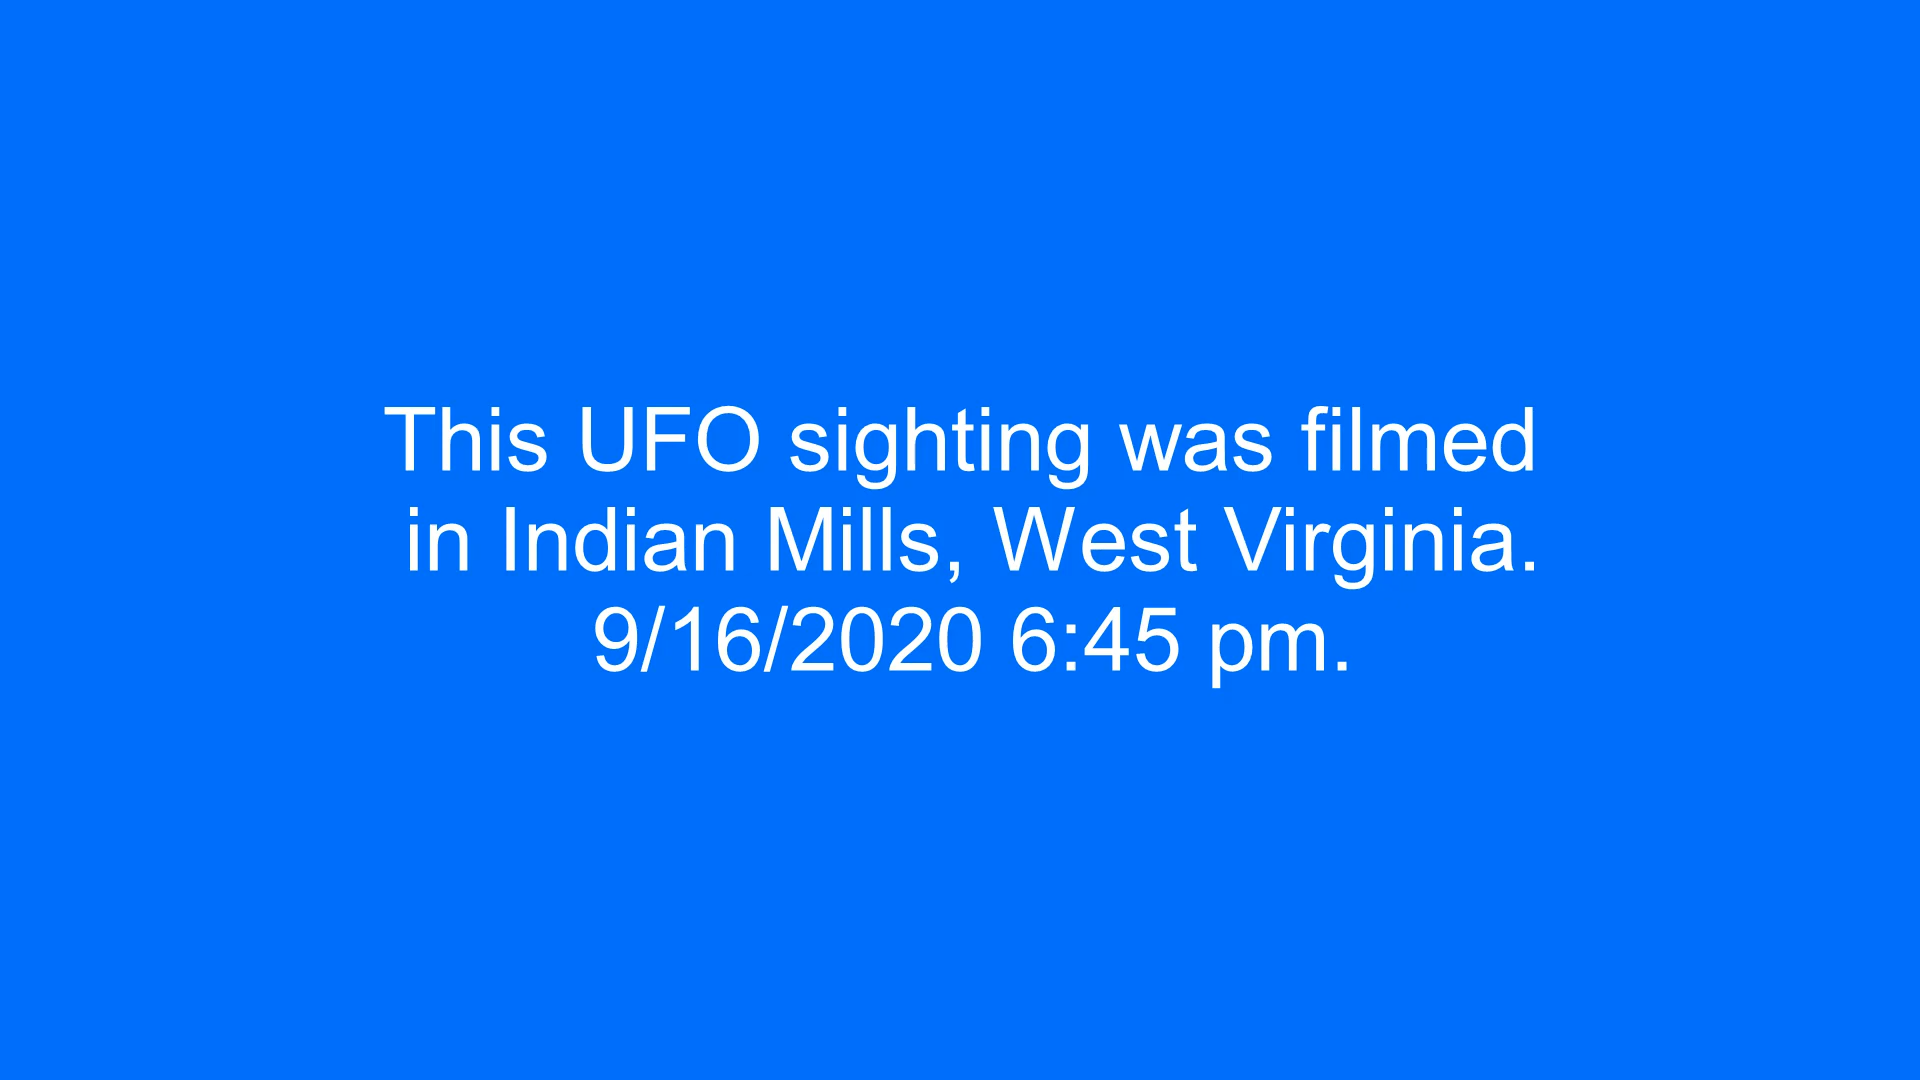 This UFO sighting was filmed
in Indian Mills, West Virginia.
9/16/2020 6:45 pm.